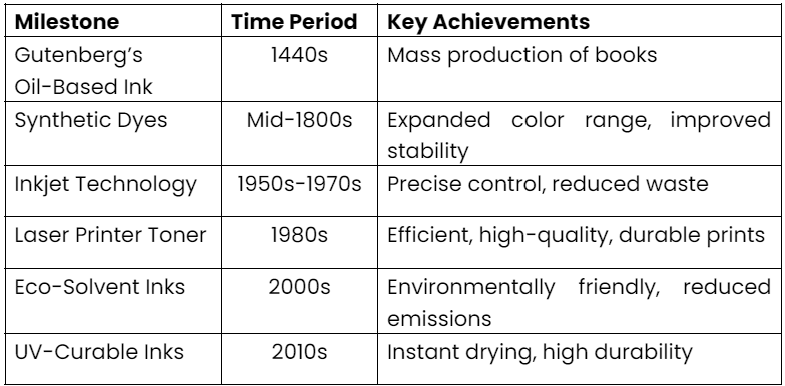 Milestone Time Period Key Achievements
Gutenberg's 1440s Mass production of books
Oil-Based Ink
Synthetic Dyes Mid-1800s Expanded color range, improved
stability
Inkjet Technology 1950s-1970s Precise control, reduced waste
Laser Printer Toner 1980s Efficient, high-quality, durable prints
Eco-Solvent Inks 2000s Environmentally friendly, reduced
emissions
UV-Curable Inks 2010s Instant drying, high durability